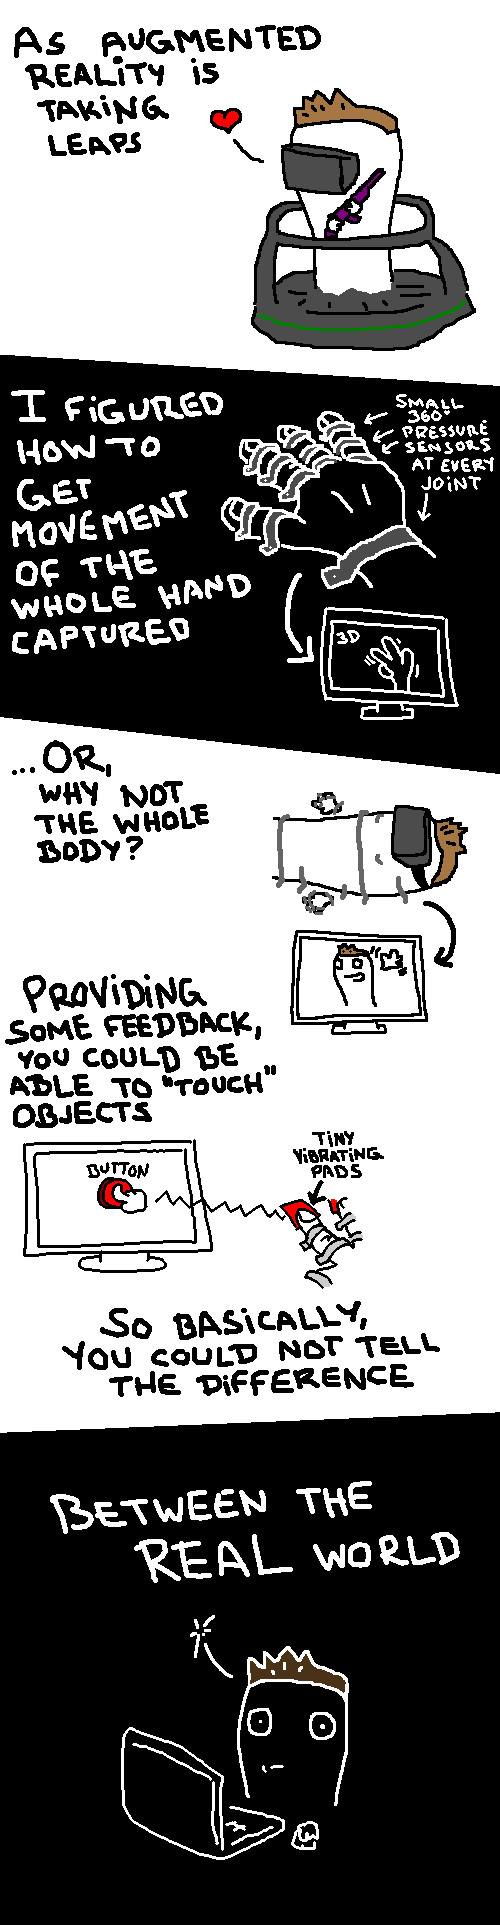 AS AUGMENTED
REALITY iS
TAKiNG
LEAPS
I FiGURED
HOW TO
GET
MOVEMENT
OF THE
WHOLE HAND
CAPTURED
SMALL
360°
PRESSURE
SENSORS
AT EVERY
JOiNT
3D
...OR,
WHY NOT
THE WHOLE
BODY?
PROViDiNG
SOME FEEDBACK,
YOU COULD BE
ABLE TO "TOUCH"
OBJECTS
BUTTON
TiNY
ViBRATiNG
PADS
SO BASiCALLY,
YOU COULD NOT TELL
THE DiFFERENCE
BETWEEN THE
REAL WORLD